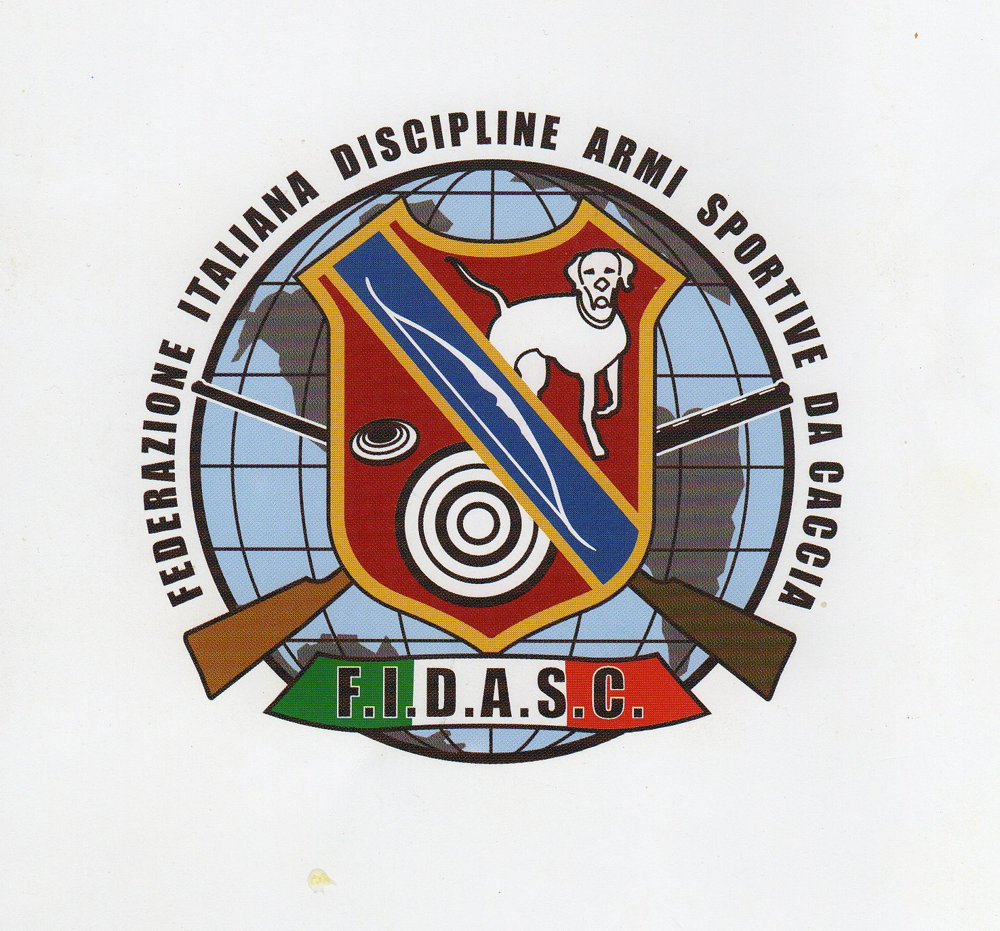 FEDERAZIONE ITALIANA DISCIPLINE ARMI SPORTIVE DA CACCIA
F.I.D.A.S.C.